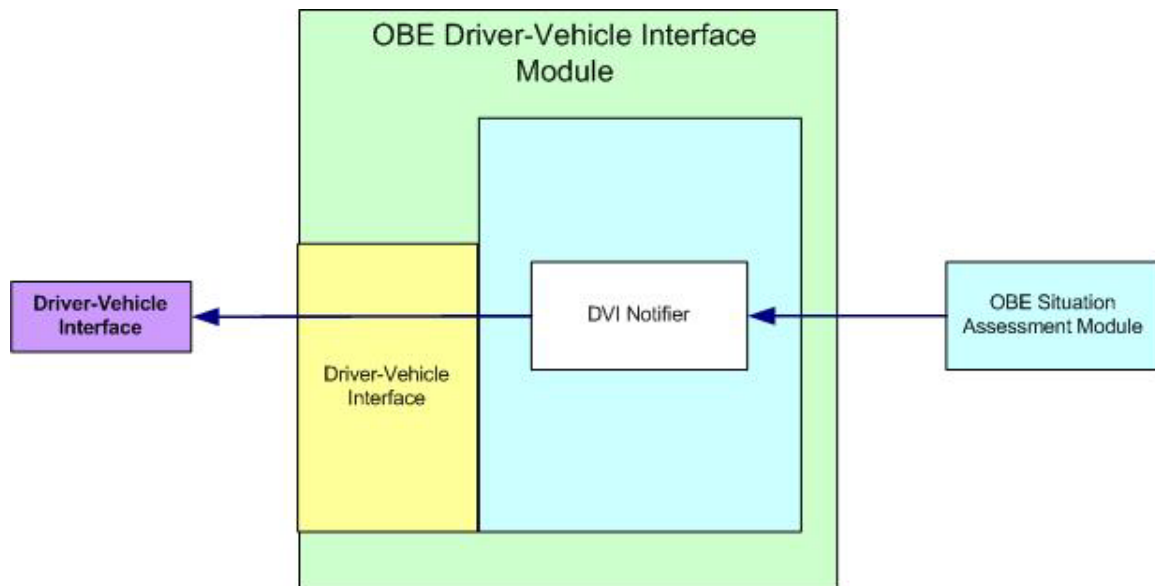 OBE Driver-Vehicle Interface
Module
Driver-Vehicle
Interface
Driver-Vehicle
Interface
DVI Notifier
OBE Situation
Assessment Module